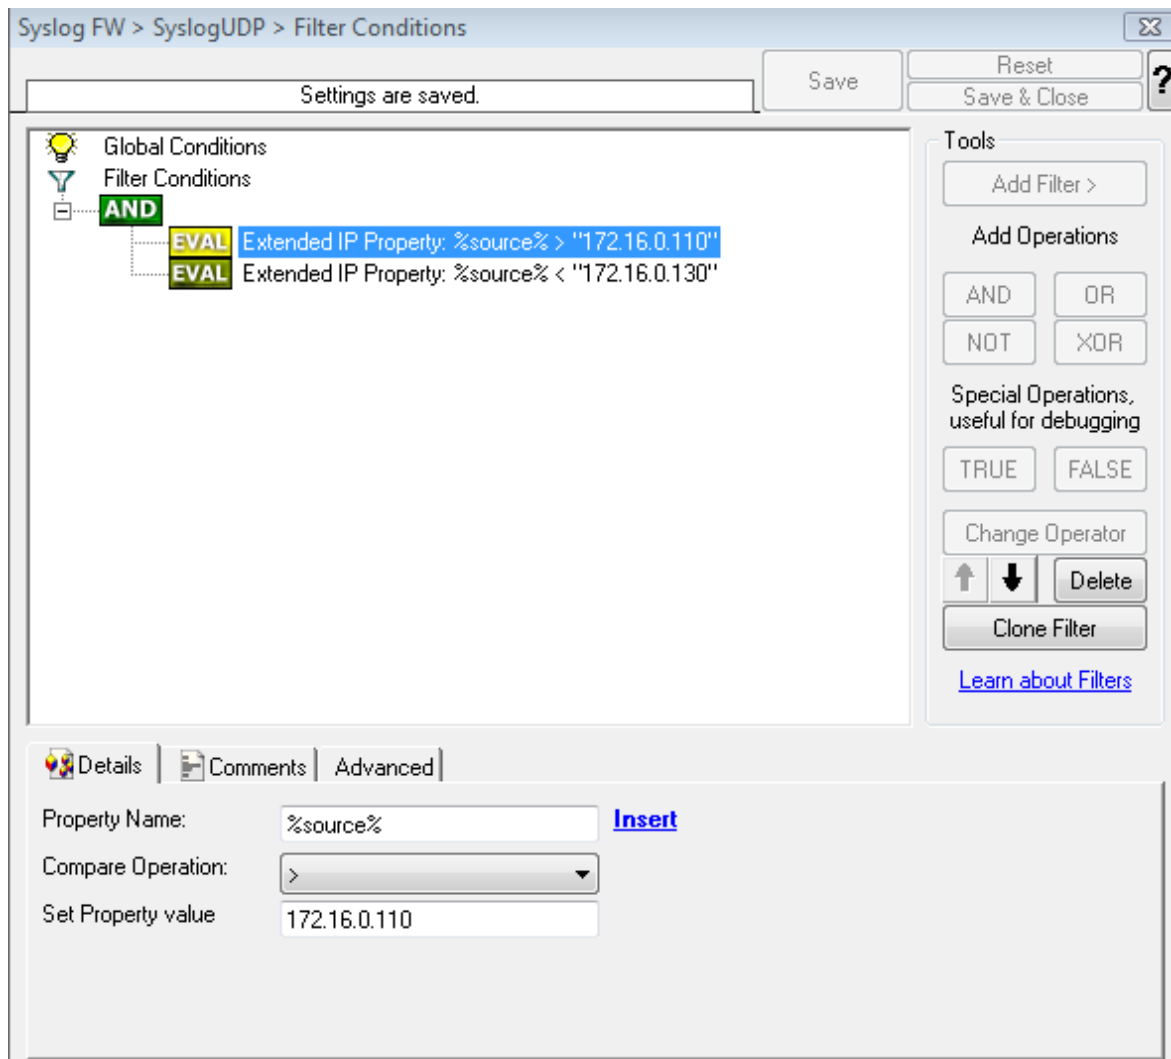 Syslog FW > SyslogUDP > Filter Conditions
Settings are saved.
Save
Reset
Save & Close
?
Global Conditions
Filter Conditions
AND
EVAL Extended IP Property: %source% > "172.16.0.110"
EVAL Extended IP Property: %source% < "172.16.0.130"
Tools
Add Filter >
Add Operations
AND OR
NOT XOR
Special Operations,
useful for debugging
TRUE FALSE
Change Operator
Delete
Clone Filter
Learn about Filters
Details Comments Advanced
Property Name: %source% Insert
Compare Operation: >
Set Property value 172.16.0.110